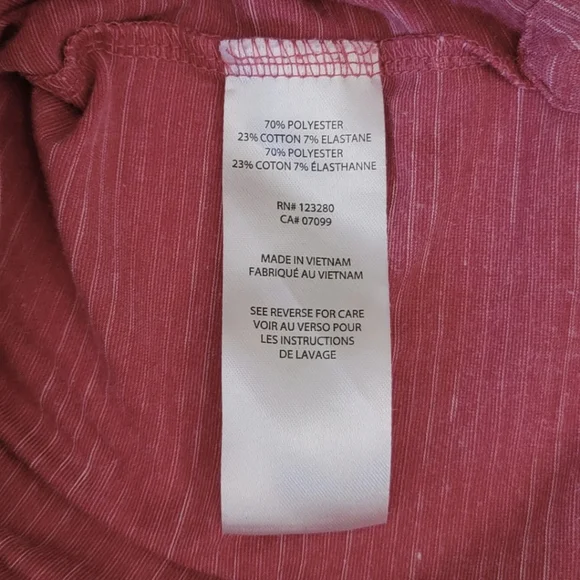 70% POLYESTER
23% COTTON 7% ELASTANE
70% POLYESTER
23% COTON 7% ÉLASTHANNE
RN# 123280
CA# 07099
MADE IN VIETNAM
FABRIQUÉ AU VIETNAM
SEE REVERSE FOR CARE
VOIR AU VERSO POUR
LES INSTRUCTIONS
DE LAVAGE